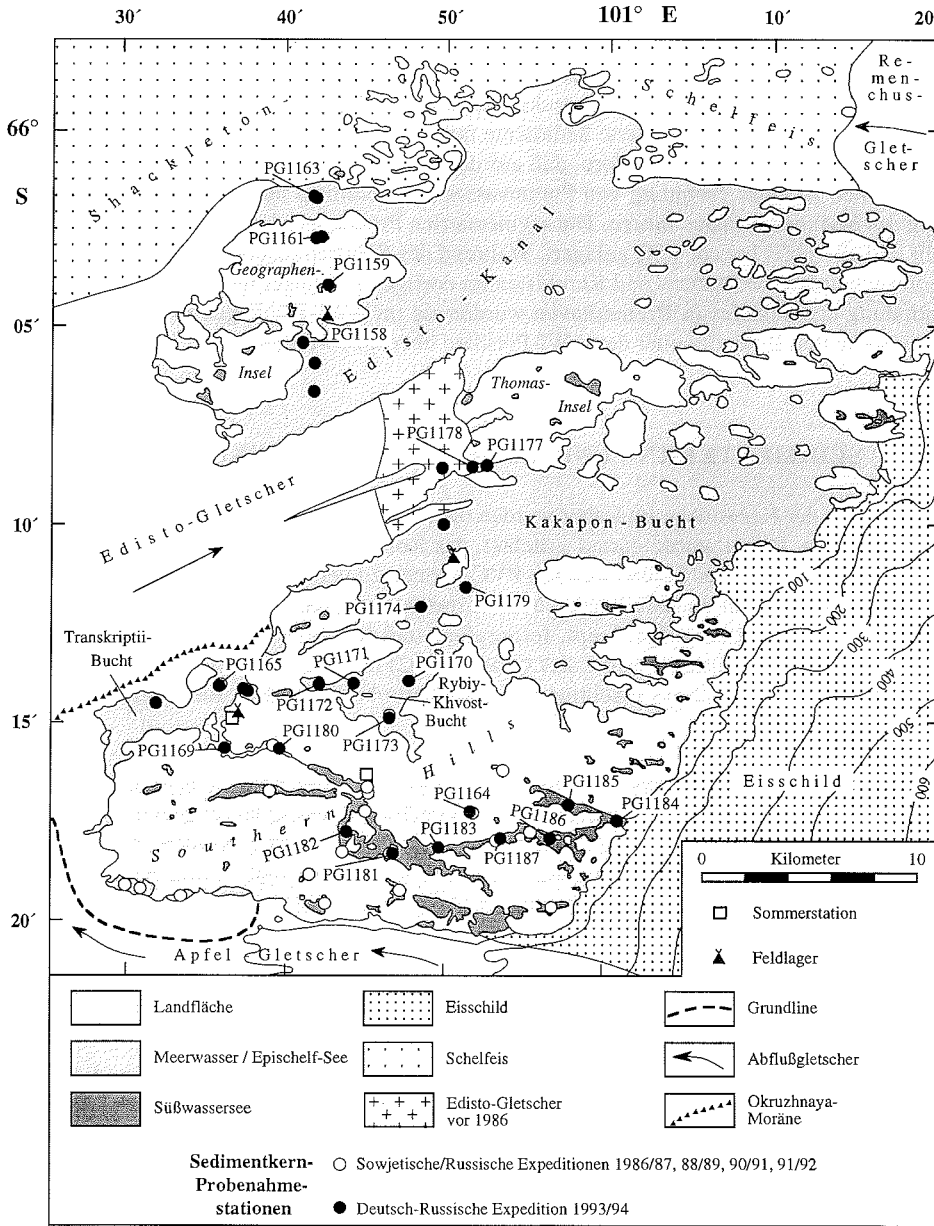 30´ 40´ 50´ 101° E 10´ 20´
66°
S
05´
10´
15´
20´
Shackleton-
Schelfeis
Re-
menchus-
Gletscher
PG1163
PG1161
Geographen-
PG1159
PG1158
Insel
Edisto-Kanal
Thomas-
Insel
PG1178
PG1177
Edisto-Gletscher
Kakapon-Bucht
100
200
300
400
500
600
PG1179
PG1174
Transkriptii-
Bucht
PG1165
PG1171
PG1170
Rybiy-
Khvost-
Bucht
PG1172
PG1173
PG1180
PG1169
Southern Hills
PG1164
PG1185
PG1184
PG1186
PG1183
PG1187
PG1182
PG1181
Eisschild
Apfel Gletscher
0 Kilometer 10
Sommerstation
Feldlager
Landfläche
Eisschild
Grundline
Meerwasser / Epischelf-See
Schelfeis
Abflußgletscher
Süßwassersee
Edisto-Gletscher
vor 1986
Okruzhnaya-
Moräne
Sedimentkern-
Probenahme-
stationen
Sowjetische/Russische Expeditionen 1986/87, 88/89, 90/91, 91/92
Deutsch-Russische Expedition 1993/94